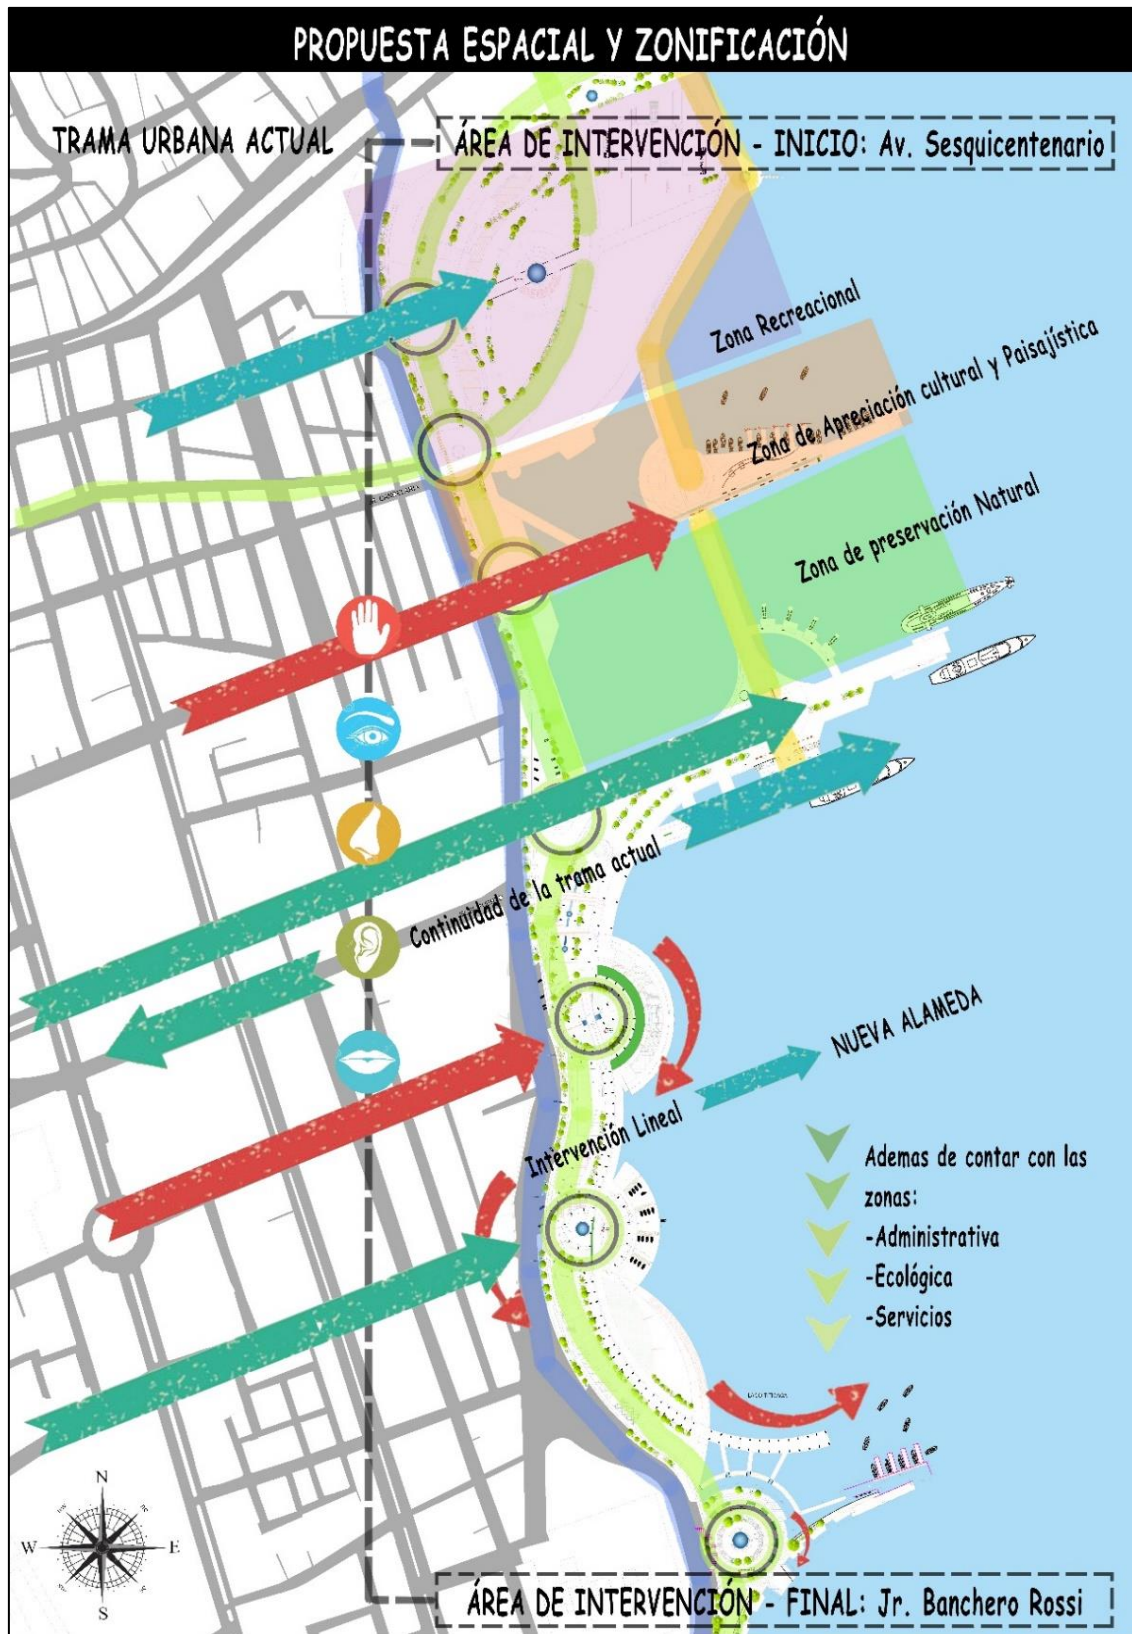 PROPUESTA ESPACIAL Y ZONIFICACIÓN
TRAMA URBANA ACTUAL
ÁREA DE INTERVENCIÓN - INICIO: Av. Sesquicentenario
Zona Recreacional
Zona de Apreciación cultural y Paisajística
Zona de preservación Natural
Continuidad de la trama actual
NUEVA ALAMEDA
Intervención Lineal
Ademas de contar con las
zonas:
-Administrativa
-Ecológica
-Servicios
LAGO TITICACA
N
W
E
S
ÁREA DE INTERVENCIÓN - FINAL: Jr. Banchero Rossi